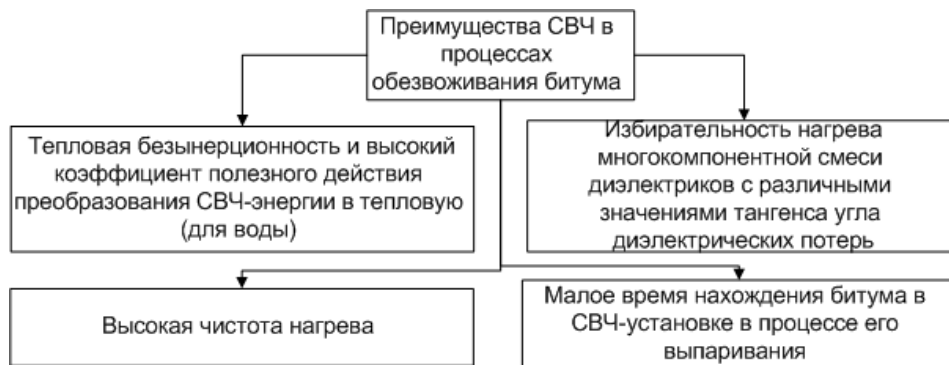 Преимущества СВЧ в
процессах
обезвоживания битума
Тепловая безынерционность и высокий
коэффициент полезного действия
преобразования СВЧ-энергии в тепловую
(для воды)
Избирательность нагрева
многокомпонентной смеси
диэлектриков с различными
значениями тангенса угла
диэлектрических потерь
Высокая чистота нагрева
Малое время нахождения битума в
СВЧ-установке в процессе его
выпаривания